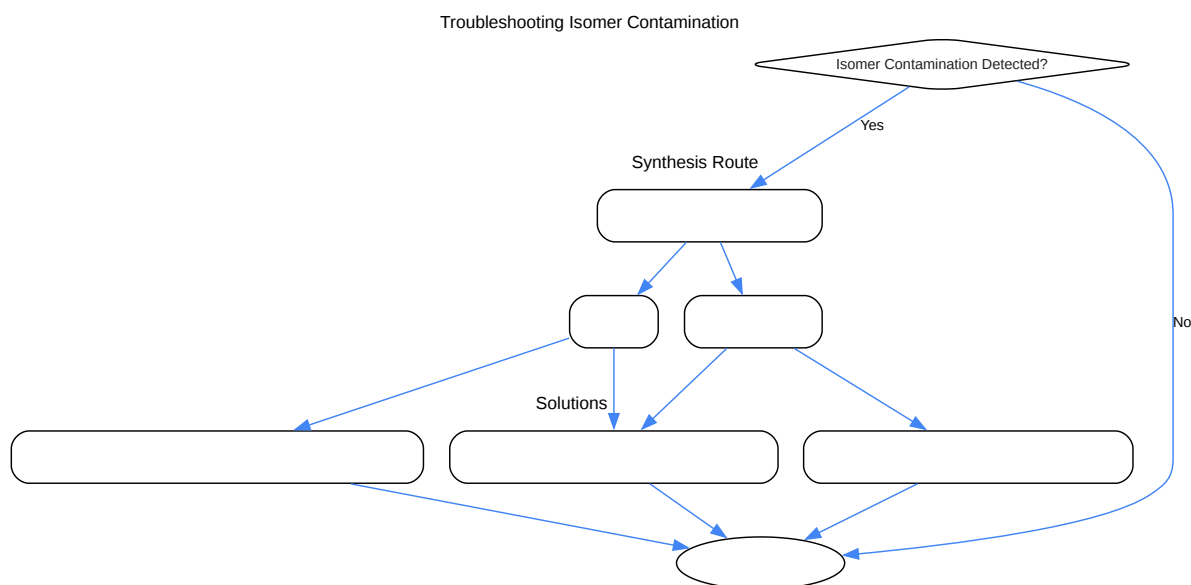 Troubleshooting Isomer Contamination
Isomer Contamination Detected?
Yes
Synthesis Route
No
Solutions